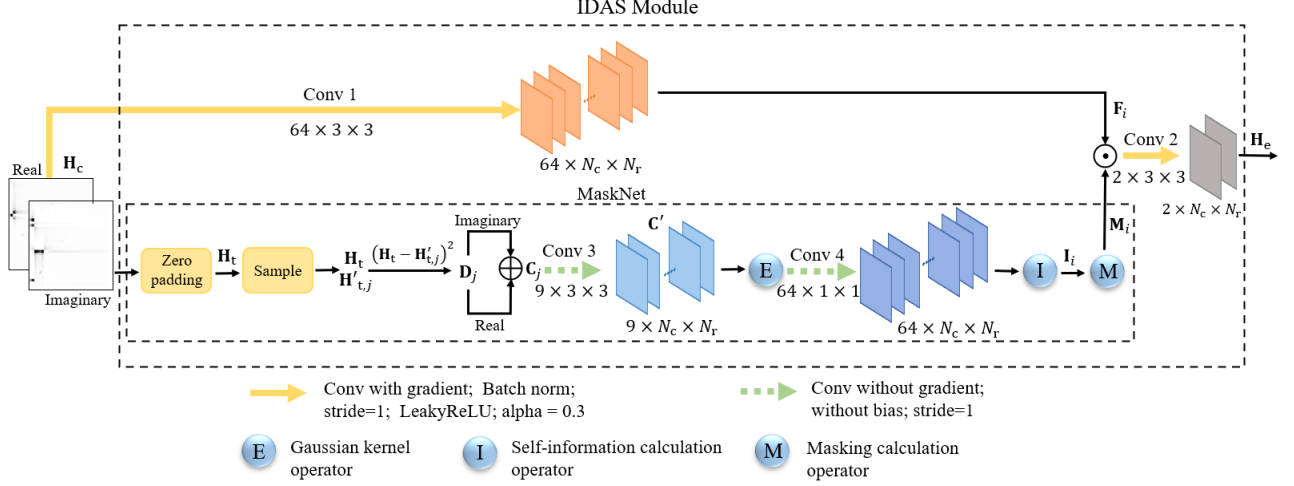 IDAS Module
Conv 1
64 × 3 × 3
64 × N_c × N_r
F_i
Conv 2
2 × 3 × 3
H_e
2 × N_c × N_r
Real
H_c
Imaginary
MaskNet
M_i
Zero
padding
H_t
Sample
H_t
H'_{t,j}
(H_t − H'_{t,j})^2
Imaginary
D_j
C_j
Real
Conv 3
9 × 3 × 3
C'
9 × N_c × N_r
E
Conv 4
64 × 1 × 1
64 × N_c × N_r
I
I_i
M
Conv with gradient; Batch norm;
stride=1; LeakyReLU; alpha = 0.3
Conv without gradient;
without bias; stride=1
E
Gaussian kernel
operator
I
Self-information calculation
operator
M
Masking calculation
operator